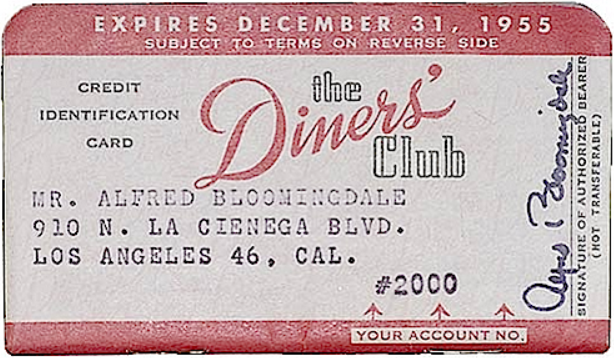 EXPIRES DECEMBER 31, 1955
SUBJECT TO TERMS ON REVERSE SIDE
CREDIT
IDENTIFICATION
CARD
the
Diners'
Club
MR. ALFRED BLOOMINGDALE
910 N. LA CIENEGA BLVD.
LOS ANGELES 46, CAL.
#2000
YOUR ACCOUNT NO.
Alfred Bloomingdale
SIGNATURE OF AUTHORIZED BEARER
(NOT TRANSFERABLE)